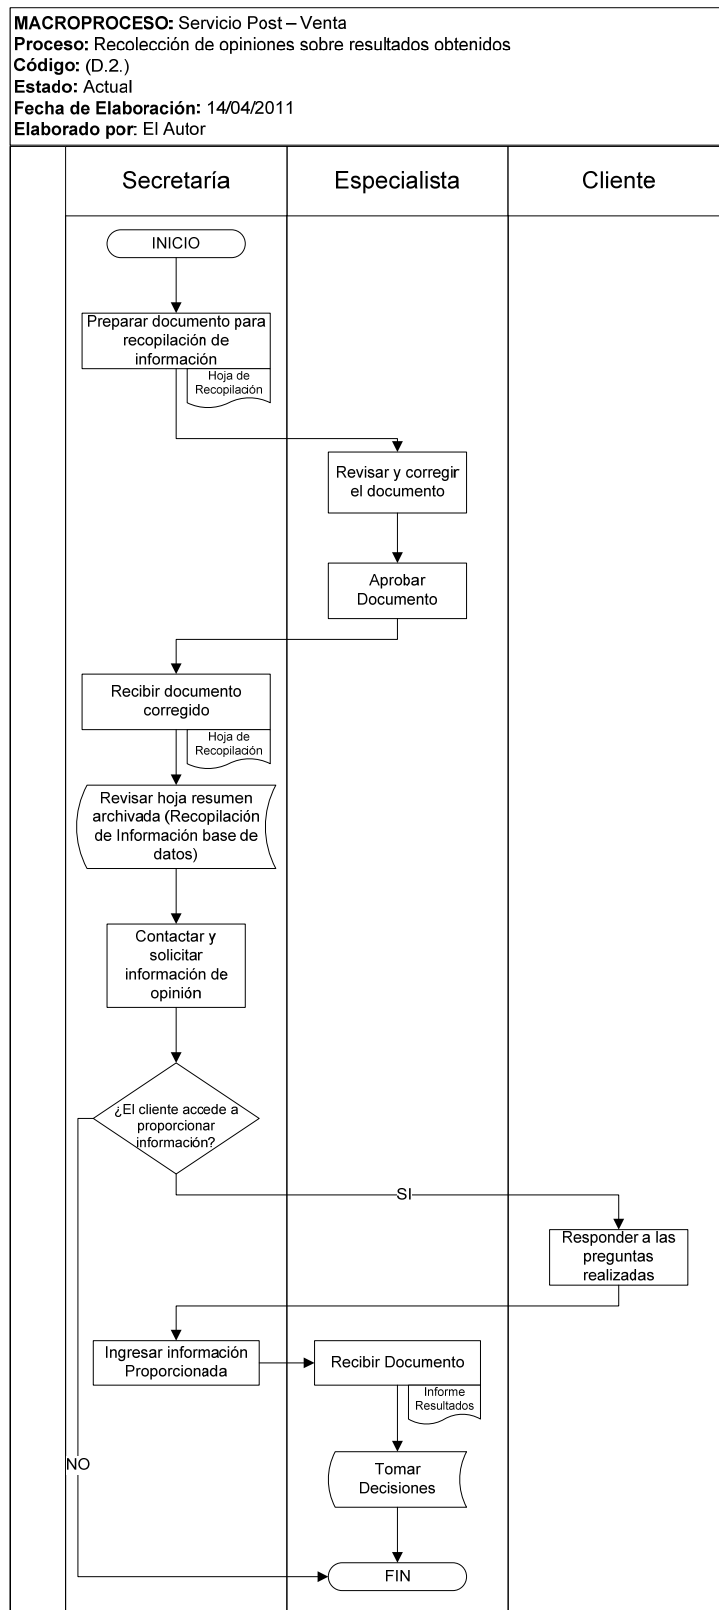 MACROPROCESO: Servicio Post – Venta
Proceso: Recolección de opiniones sobre resultados obtenidos
Código: (D.2.)
Estado: Actual
Fecha de Elaboración: 14/04/2011
Elaborado por: El Autor
Secretaría
Especialista
Cliente
INICIO
Preparar documento para
recopilación de
información
Hoja de
Recopilación
Revisar y corregir
el documento
Aprobar
Documento
Recibir documento
corregido
Hoja de
Recopilación
Revisar hoja resumen
archivada (Recopilación
de Información base de
datos)
Contactar y
solicitar
información de
opinión
¿El cliente accede a
proporcionar
información?
SI
Responder a las
preguntas
realizadas
Ingresar información
Proporcionada
Recibir Documento
Informe
Resultados
NO
Tomar
Decisiones
FIN